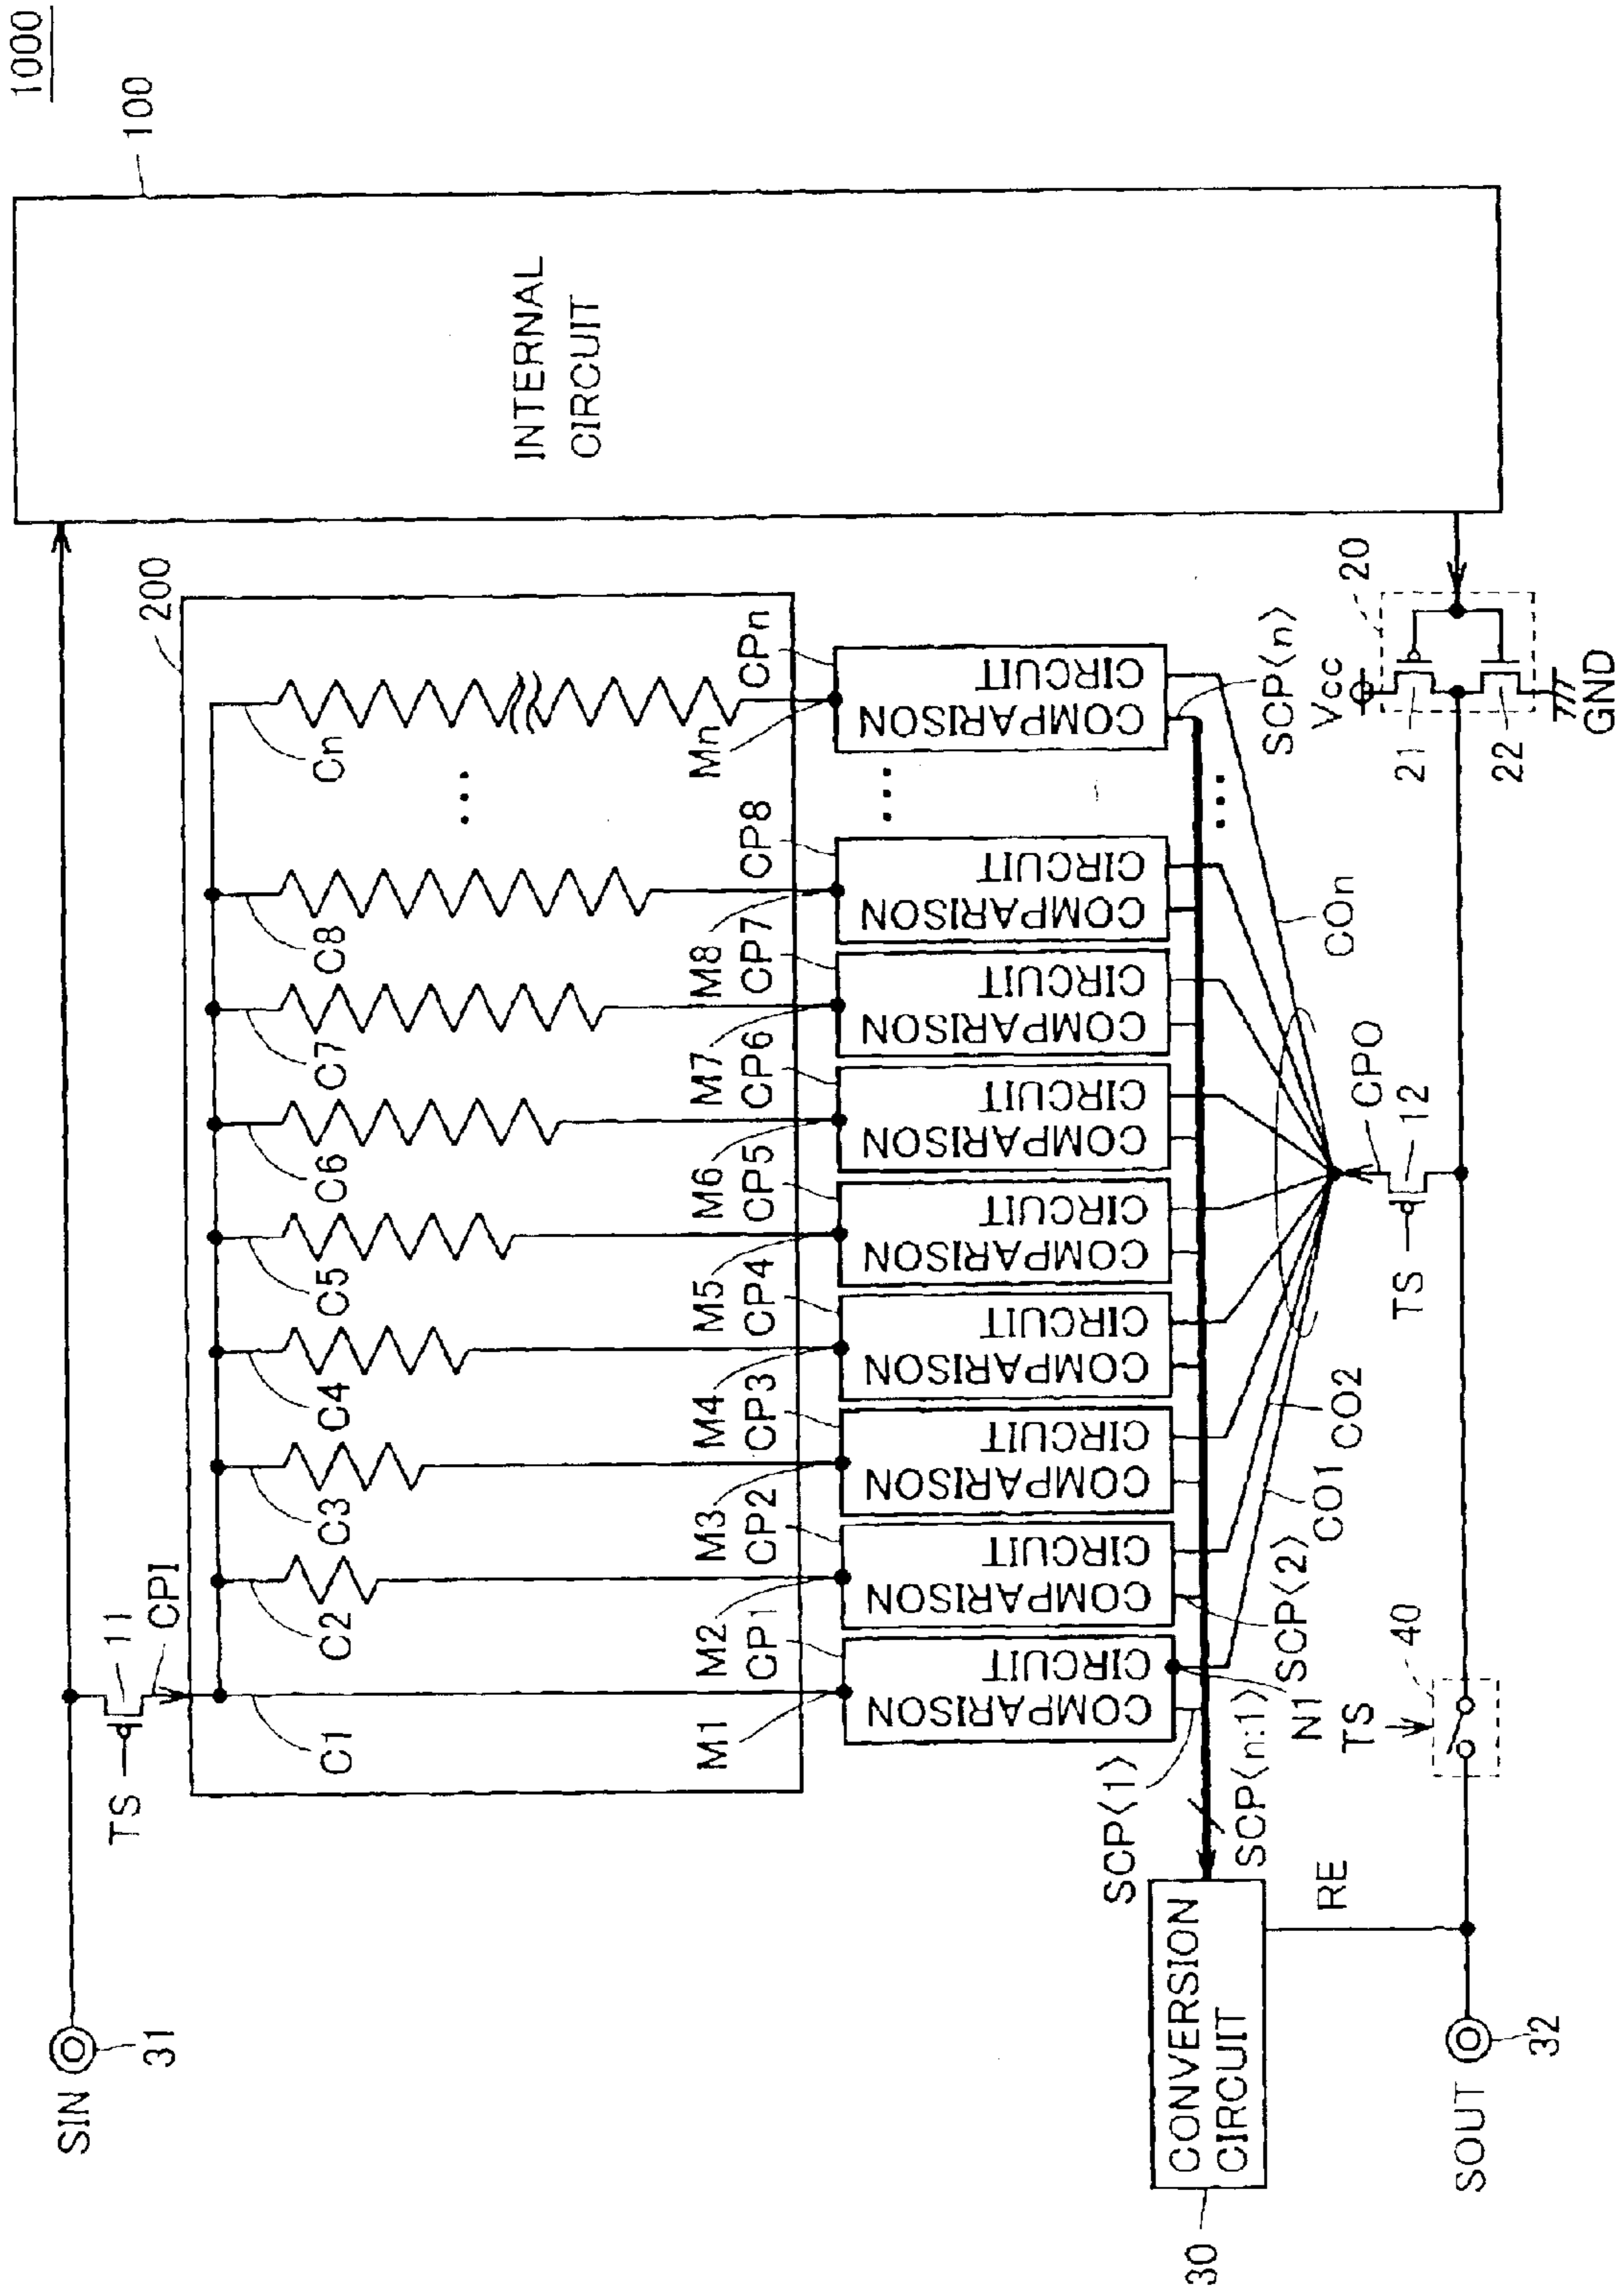 1000
100
INTERNAL
CIRCUIT
200
SIN
31
TS
11
CPI
C1
C2
C3
C4
C5
C6
C7
C8
...
Cn
M1
M2
M3
M4
M5
M6
M7
M8
Mn
CP1
CP2
CP3
CP4
CP5
CP6
CP7
CP8
CPn
COMPARISON
CIRCUIT
COMPARISON
CIRCUIT
COMPARISON
CIRCUIT
COMPARISON
CIRCUIT
COMPARISON
CIRCUIT
COMPARISON
CIRCUIT
COMPARISON
CIRCUIT
COMPARISON
CIRCUIT
...
COMPARISON
CIRCUIT
SCP⟨1⟩
SCP⟨n:1⟩
N1
SCP⟨2⟩
CO1
CO2
COn
...
SCP⟨n⟩
30
CONVERSION
CIRCUIT
RE
TS
40
TS
12
CPO
20
Vcc
21
22
GND
SOUT
32